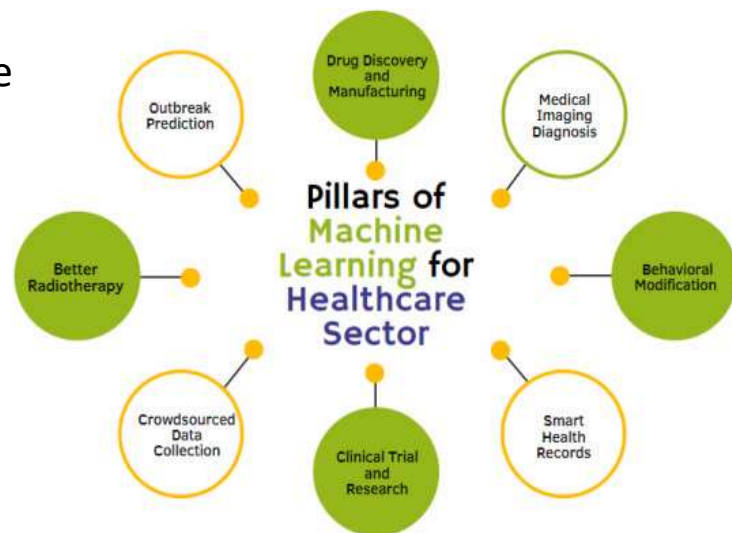 e
Drug Discovery
and
Manufacturing
Outbreak
Prediction
Medical
Imaging
Diagnosis
Pillars of
Machine
Learning for
Healthcare
Sector
Better
Radiotherapy
Behavioral
Modification
Crowdsourced
Data
Collection
Clinical Trial
and
Research
Smart
Health
Records